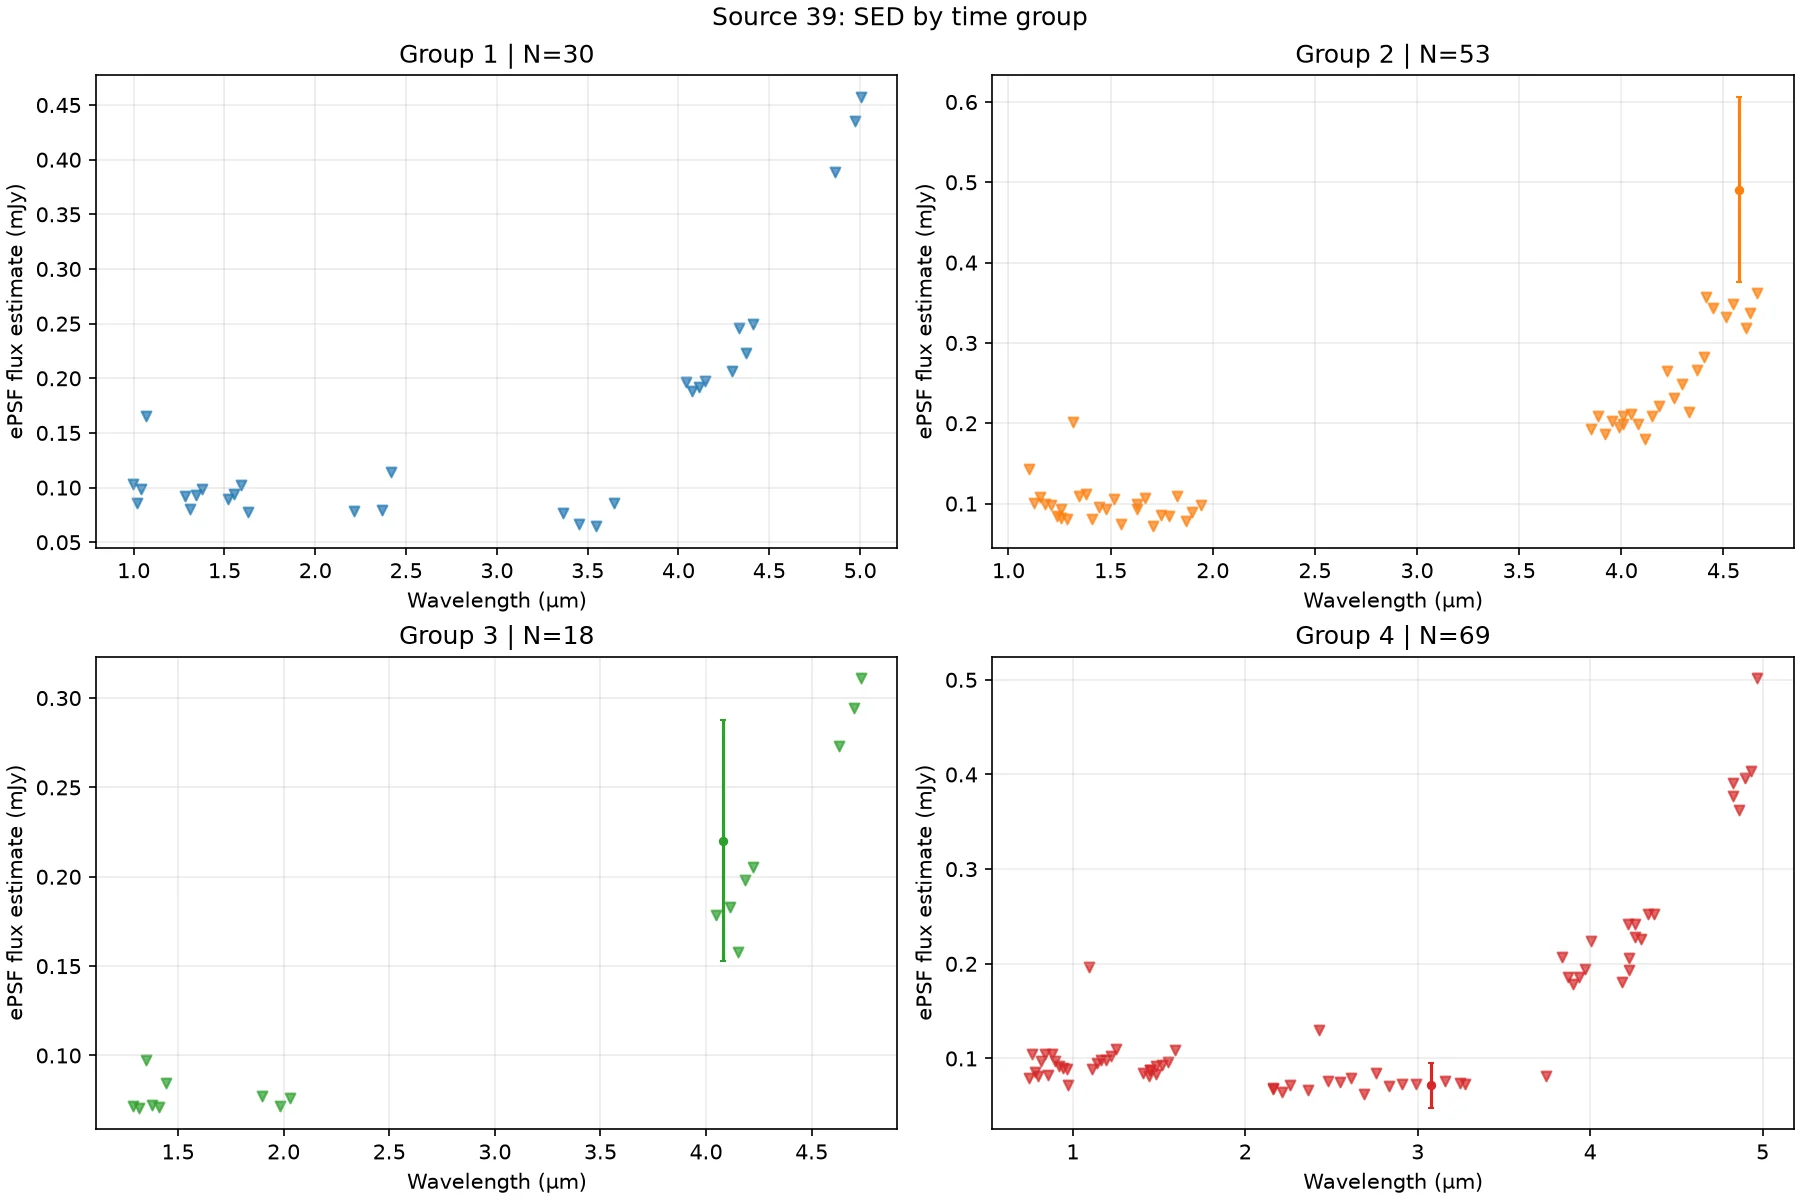 Source 39: SED by time group
Group 1 | N=30
ePSF flux estimate (mJy)
0.45
0.40
0.35
0.30
0.25
0.20
0.15
0.10
0.05
1.0 1.5 2.0 2.5 3.0 3.5 4.0 4.5 5.0
Wavelength (μm)
Group 2 | N=53
ePSF flux estimate (mJy)
0.6
0.5
0.4
0.3
0.2
0.1
1.0 1.5 2.0 2.5 3.0 3.5 4.0 4.5
Wavelength (μm)
Group 3 | N=18
ePSF flux estimate (mJy)
0.30
0.25
0.20
0.15
0.10
1.5 2.0 2.5 3.0 3.5 4.0 4.5
Wavelength (μm)
Group 4 | N=69
ePSF flux estimate (mJy)
0.5
0.4
0.3
0.2
0.1
1 2 3 4 5
Wavelength (μm)